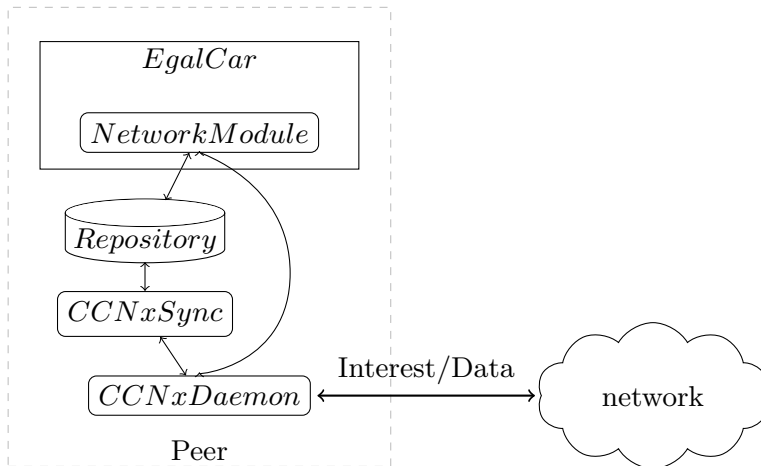 EgalCar
NetworkModule
Repository
CCNxSync
Interest/Data
CCNxDaemon
network
Peer